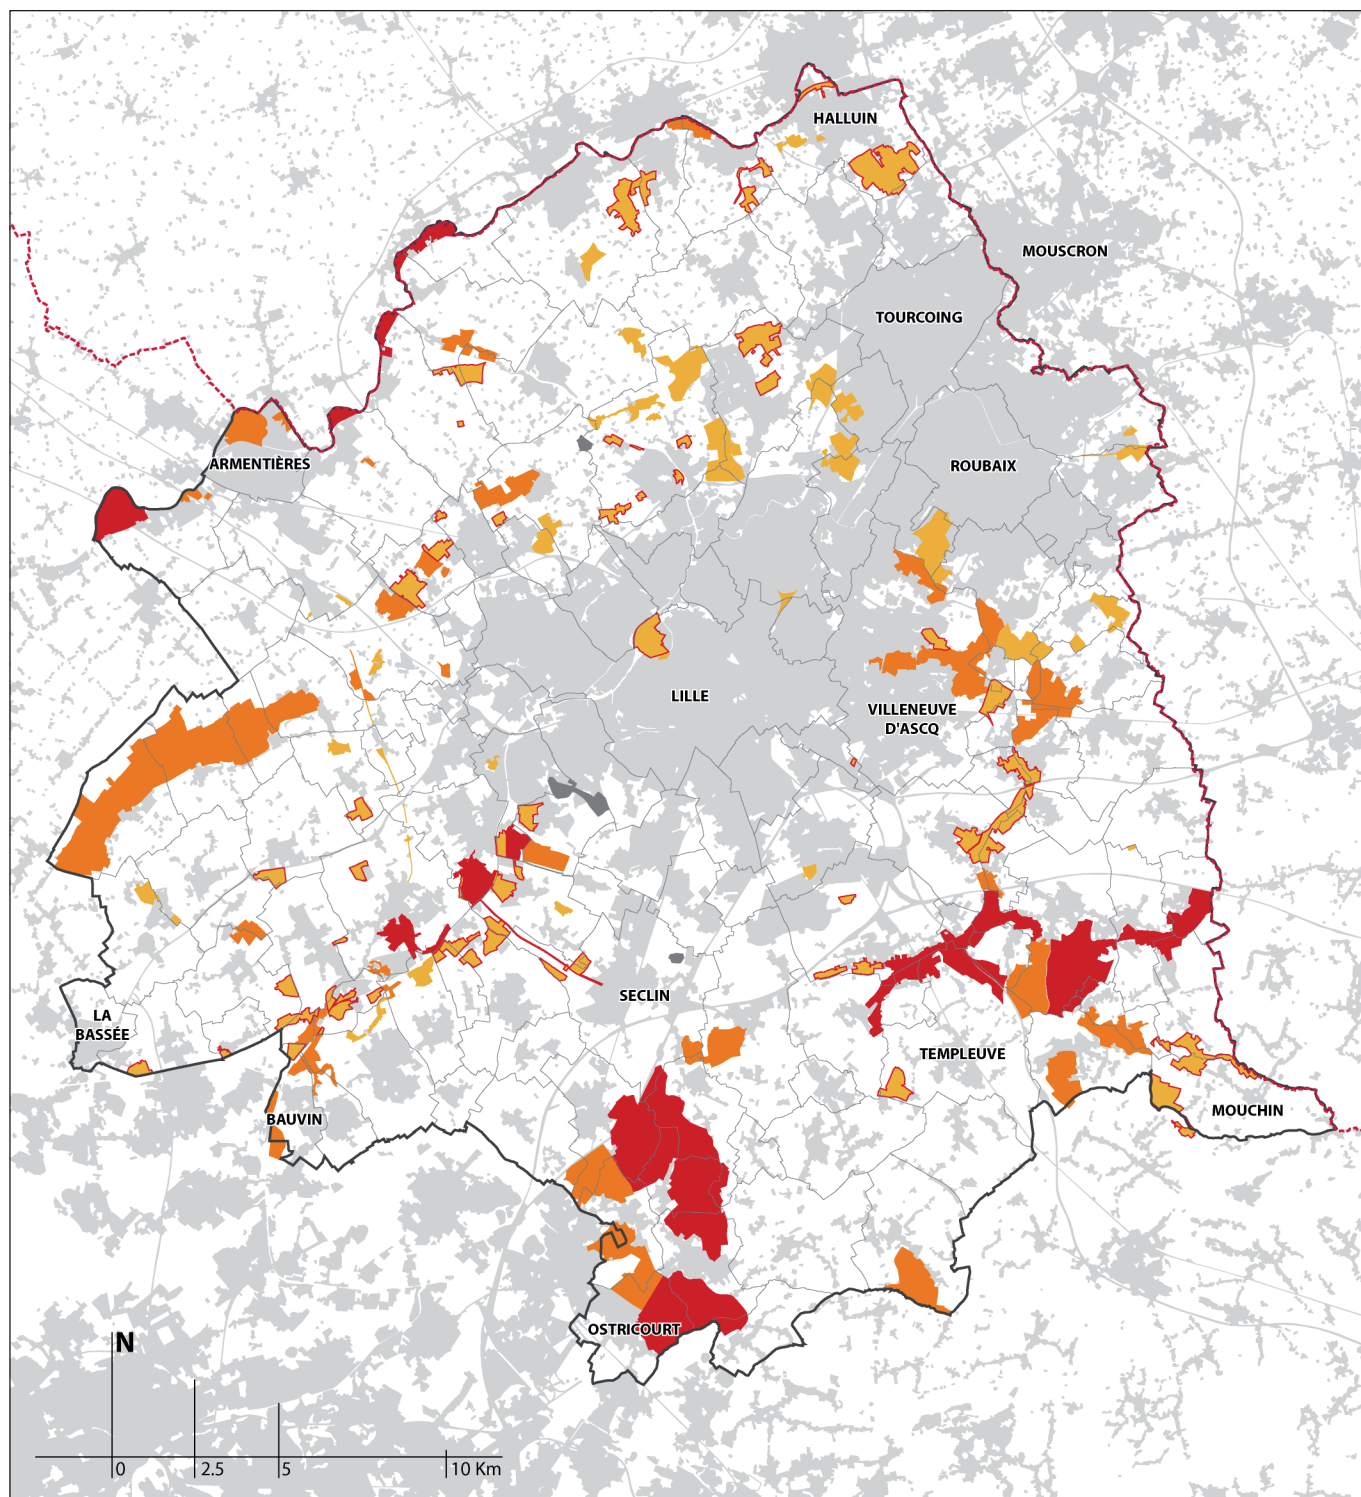 HALLUIN
MOUSCRON
TOURCOING
ARMENTIÈRES
ROUBAIX
LILLE
VILLENEUVE
D'ASCQ
SECLIN
LA
BASSÉE
TEMPLEUVE
BAUVIN
MOUCHIN
OSTRICOURT
N
0 2.5 5 10 Km